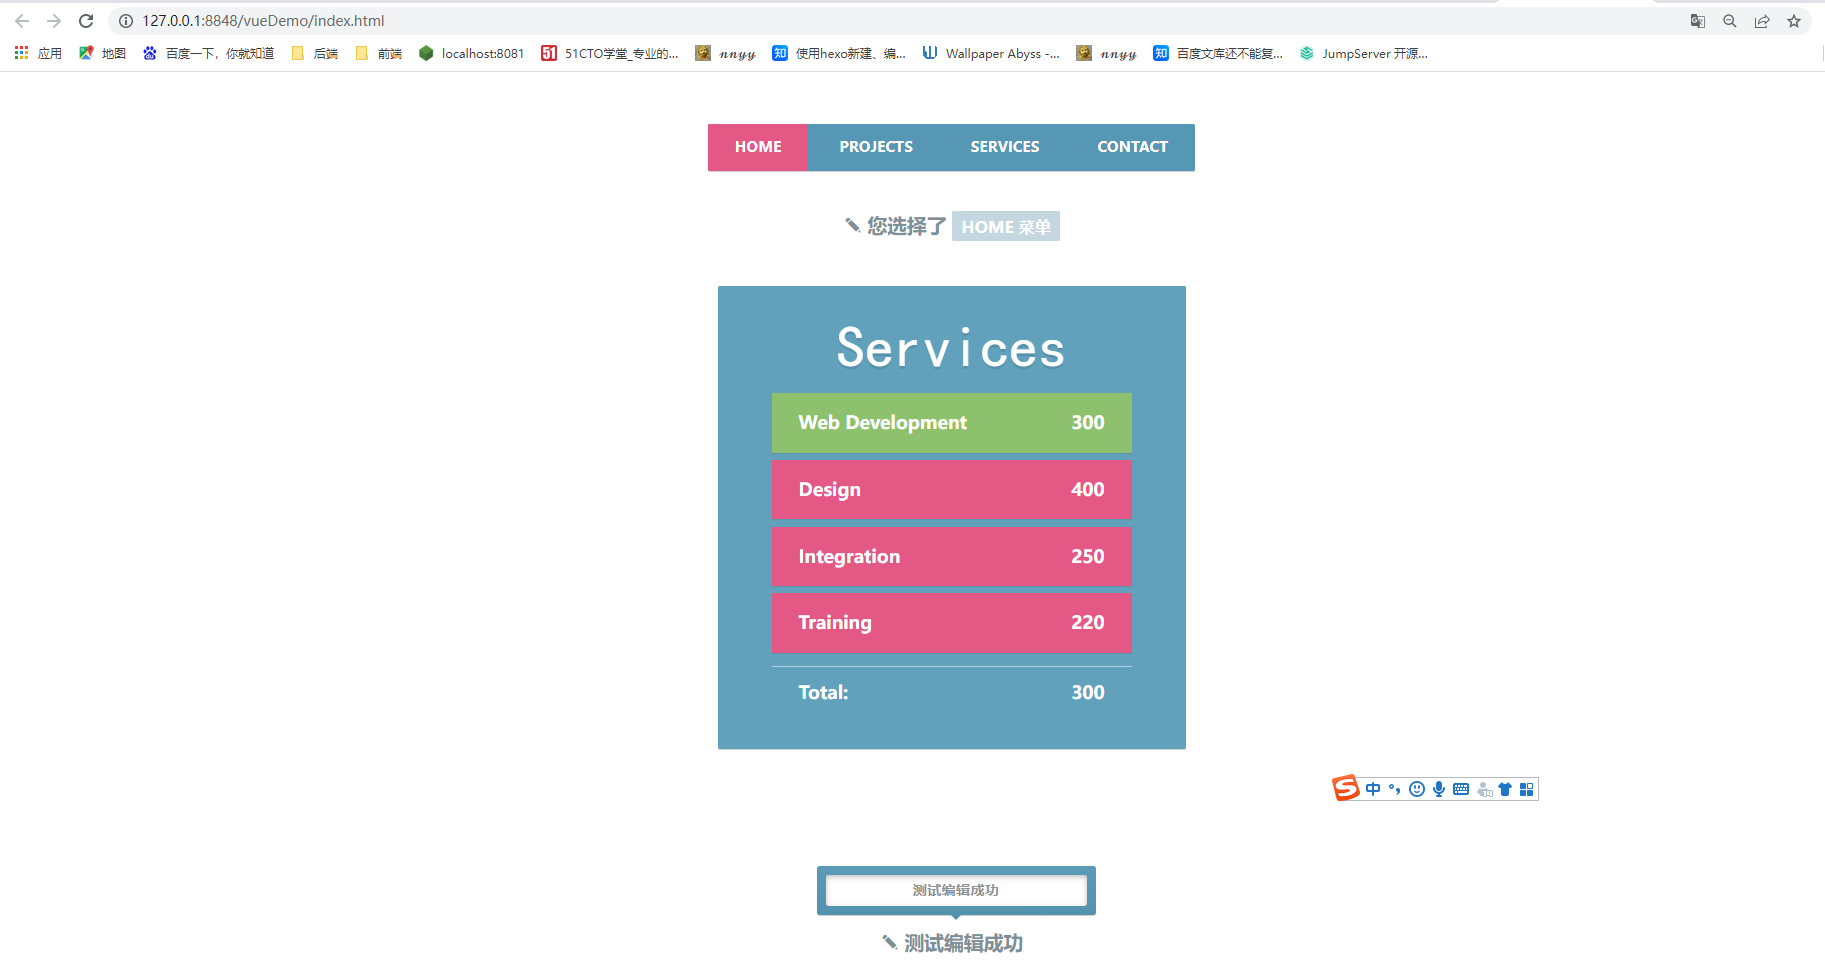 127.0.0.1:8848/vueDemo/index.html
应用 地图 百度一下，你就知道 后端 前端 localhost:8081 51CTO学堂_专业的... nnyy 使用hexo新建、编... Wallpaper Abyss -... nnyy 百度文库还不能复... JumpServer 开源...
HOME PROJECTS SERVICES CONTACT
您选择了 HOME 菜单
Services
Web Development 300
Design 400
Integration 250
Training 220
Total: 300
中
测试编辑成功
测试编辑成功